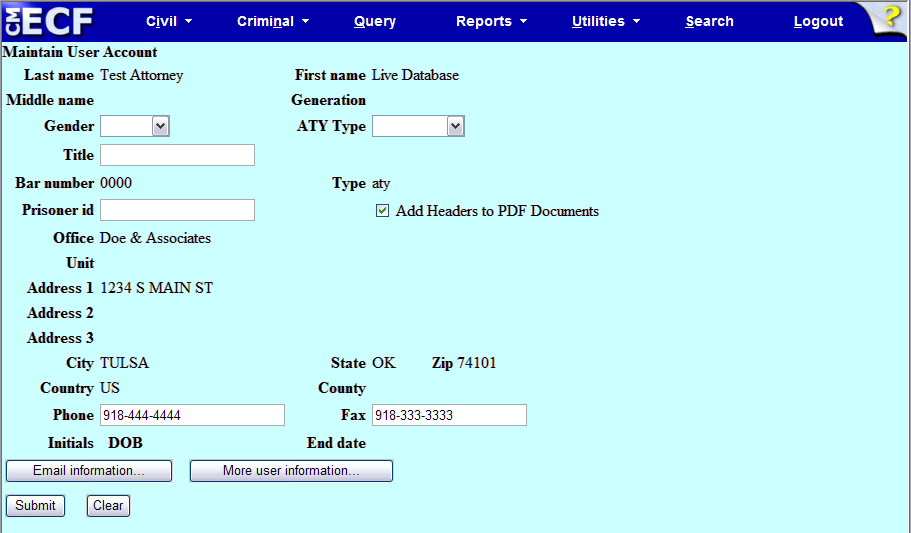 CM ECF Civil Criminal Query Reports Utilities Search Logout ?
Maintain User Account
Last name Test Attorney First name Live Database
Middle name Generation
Gender ATY Type
Title
Bar number 0000 Type aty
Prisoner id Add Headers to PDF Documents
Office Doe & Associates
Unit
Address 1 1234 S MAIN ST
Address 2
Address 3
City TULSA State OK Zip 74101
Country US County
Phone 918-444-4444 Fax 918-333-3333
Initials DOB End date
Email information... More user information...
Submit Clear